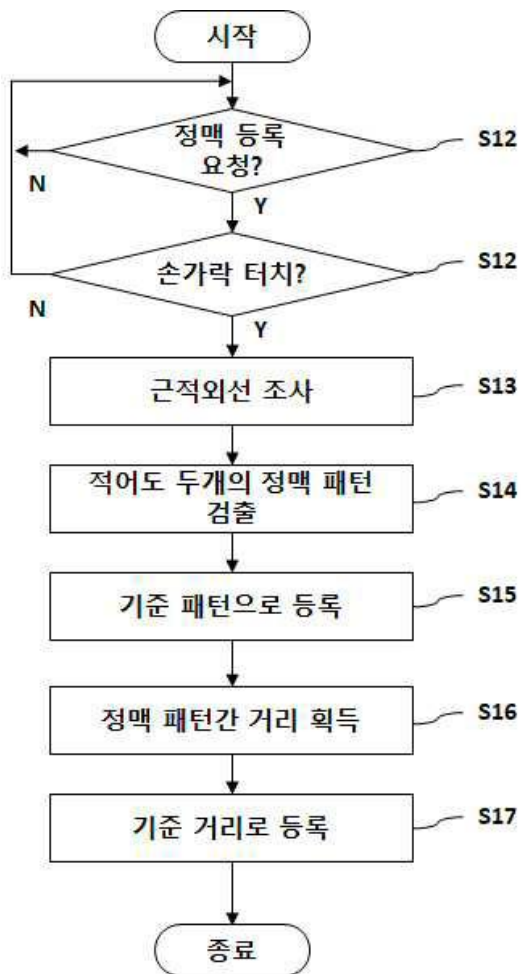 시작
정맥 등록
요청?
S12
N
Y
손가락 터치?
S12
N
Y
근적외선 조사
S13
적어도 두개의 정맥 패턴
검출
S14
기준 패턴으로 등록
S15
정맥 패턴간 거리 획득
S16
기준 거리로 등록
S17
종료